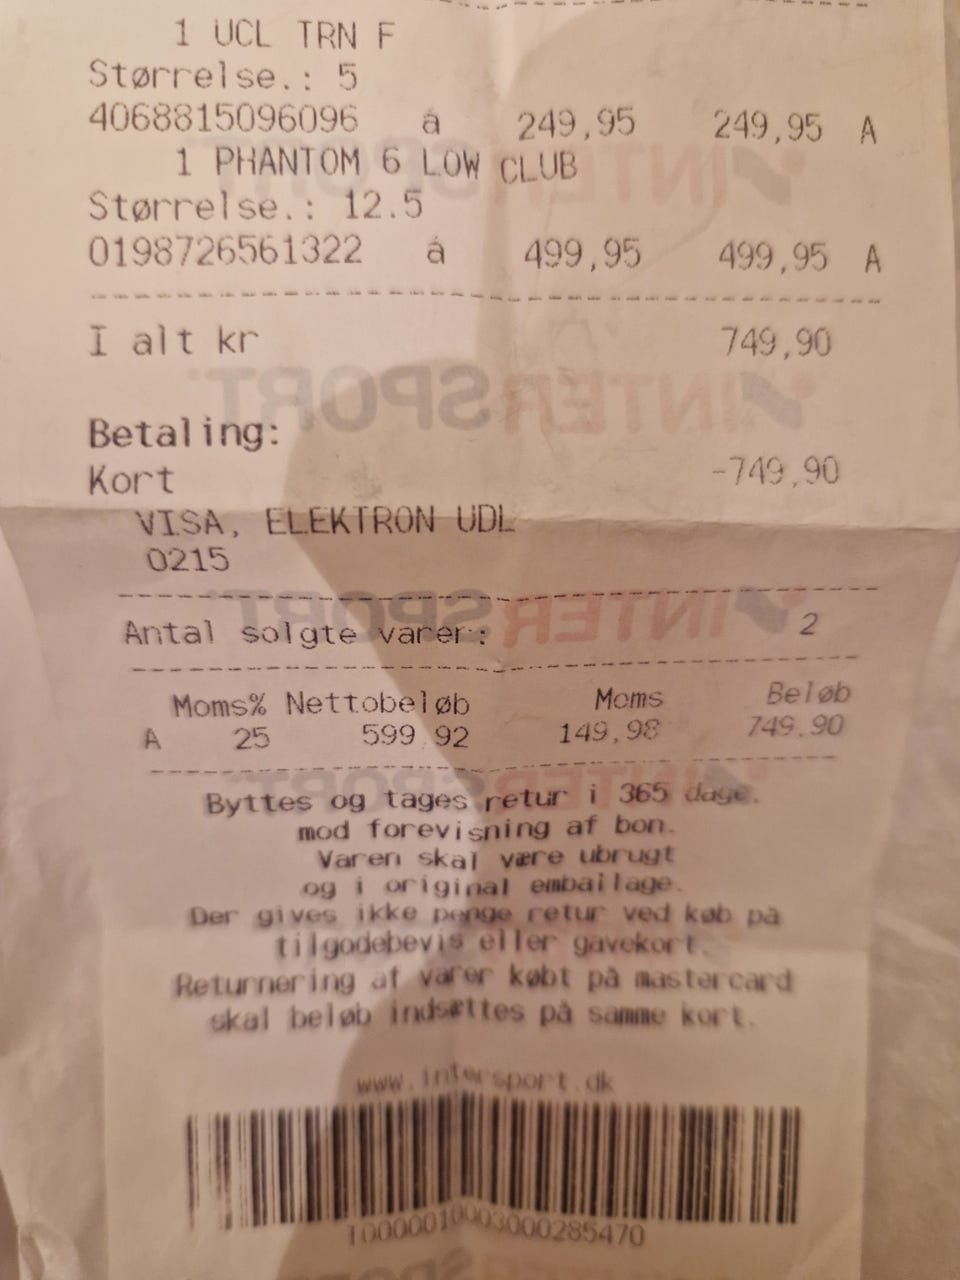 1 UCL TRN F
Størrelse.: 5
4068815096096 á 249,95 249,95 A
1 PHANTOM 6 LOW CLUB
Størrelse.: 12.5
0198726561322 á 499,95 499,95 A
I alt kr 749,90
Betaling:
Kort -749,90
VISA, ELEKTRON UDL
0215
Antal solgte varer: 2
Moms% Nettobeløb Moms Beløb
A 25 599,92 149,98 749,90
Byttes og tages retur i 365 dage.
mod forevisning af bon.
Varen skal være ubrugt
og i original emballage.
Der gives ikke penge retur ved køb på
tilgodebevis eller gavekort.
Returnering af varer købt på mastercard
skal beløb indsættes på samme kort.
www.intersport.dk
10000010003000285470